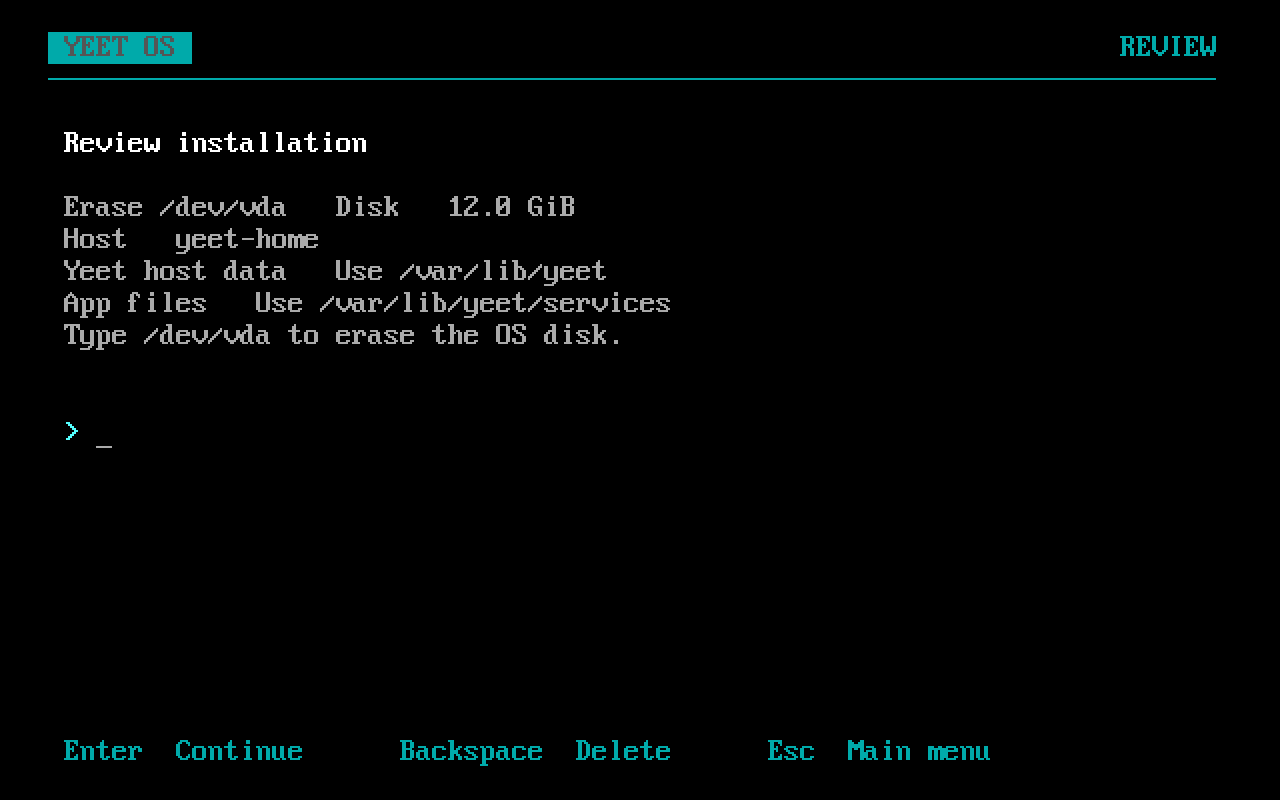 YEET OS REVIEW
Review installation
Erase /dev/vda Disk 12.0 GiB
Host yeet-home
Yeet host data Use /var/lib/yeet
App files Use /var/lib/yeet/services
Type /dev/vda to erase the OS disk.
> _
Enter Continue Backspace Delete Esc Main menu